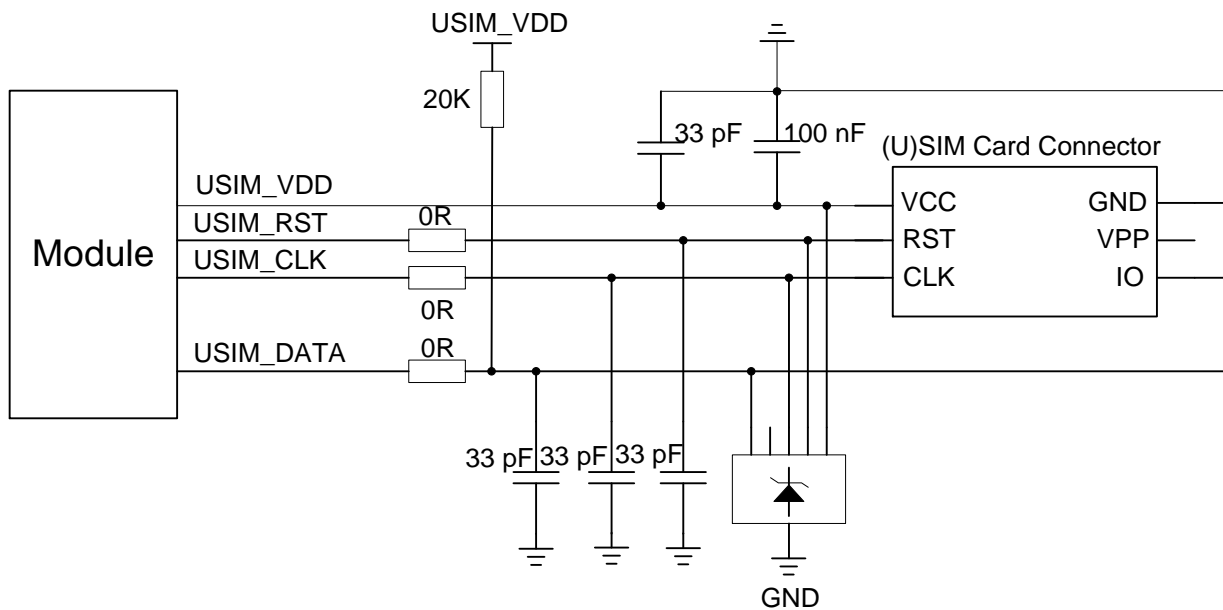 USIM_VDD
20K
33 pF
100 nF
(U)SIM Card Connector
Module
USIM_VDD
USIM_RST
0R
USIM_CLK
0R
USIM_DATA
0R
VCC
GND
RST
VPP
CLK
IO
33 pF
33 pF
33 pF
GND